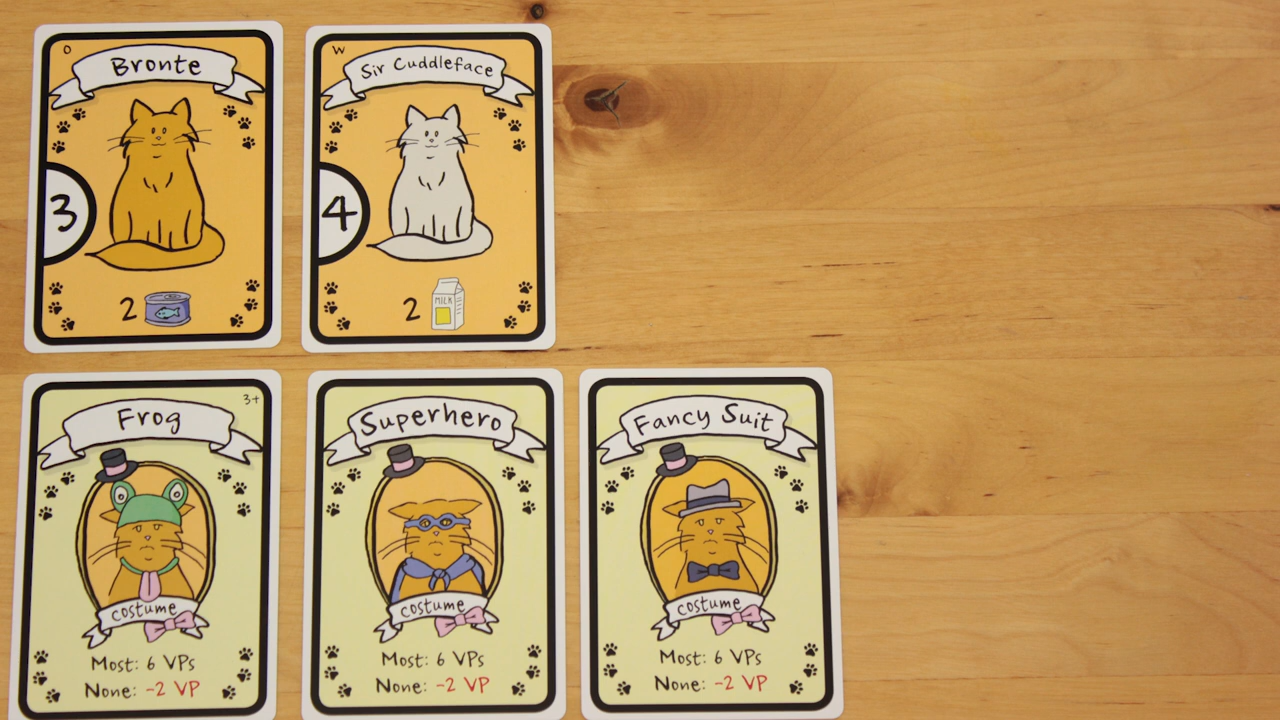 O
Bronte
3
2
W
Sir Cuddleface
4
2
MILK
3+
Frog
costume
Most: 6 VPs
None: -2 VP
Superhero
costume
Most: 6 VPs
None: -2 VP
Fancy Suit
costume
Most: 6 VPs
None: -2 VP